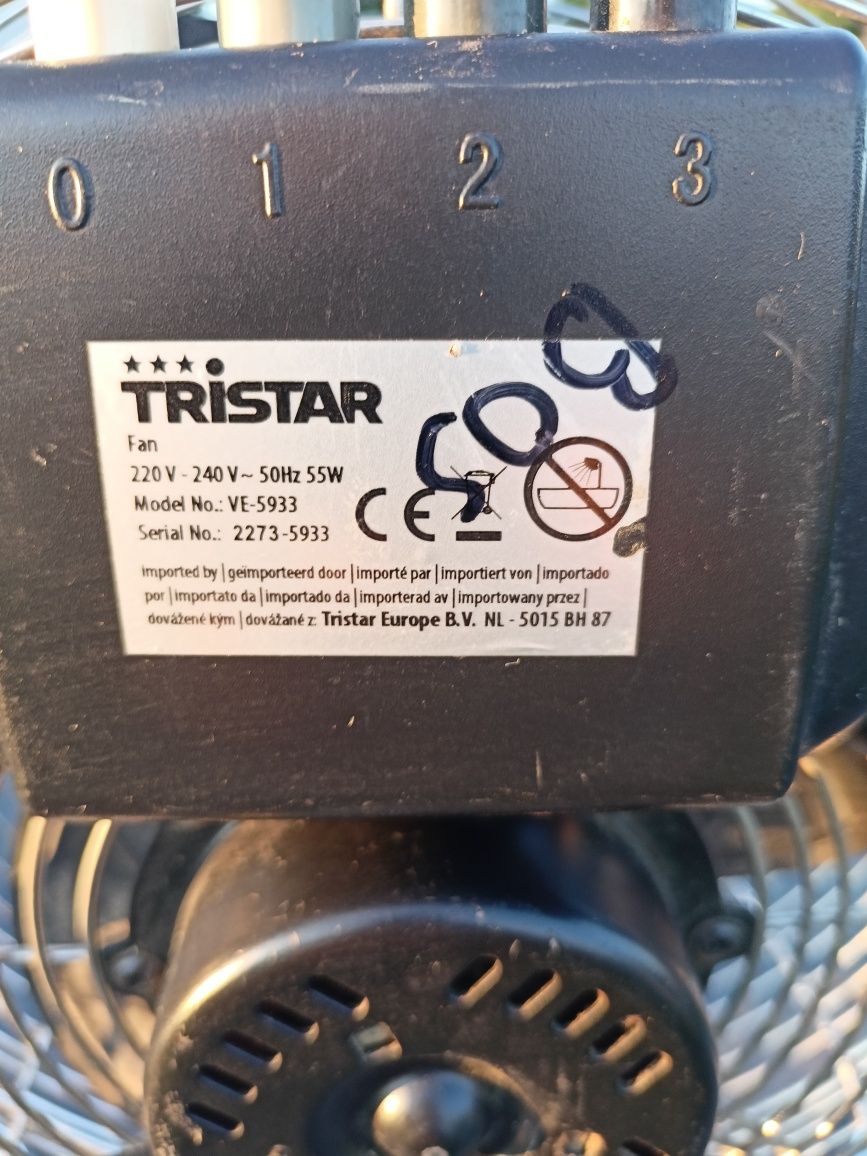 0 1 2 3
TRiSTAR
Fan
220 V - 240 V~ 50Hz 55W
Model No.: VE-5933
Serial No.: 2273-5933
CE
imported by | geïmporteerd door | importé par | importiert von | importado
por | importato da | importado da | importerad av | importowany przez |
dovážené kým | dovážané z: Tristar Europe B.V. NL - 5015 BH 87